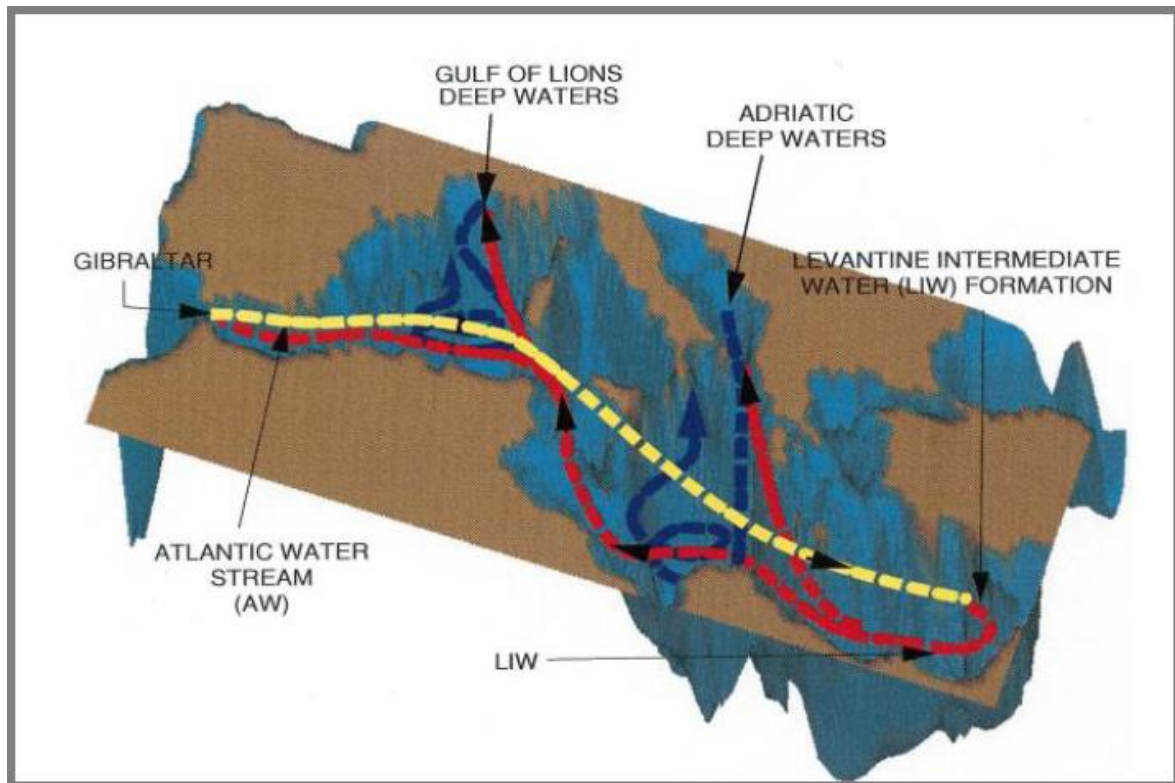 GULF OF LIONS
DEEP WATERS
ADRIATIC
DEEP WATERS
GIBRALTAR
LEVANTINE INTERMEDIATE
WATER (LIW) FORMATION
ATLANTIC WATER
STREAM
(AW)
LIW